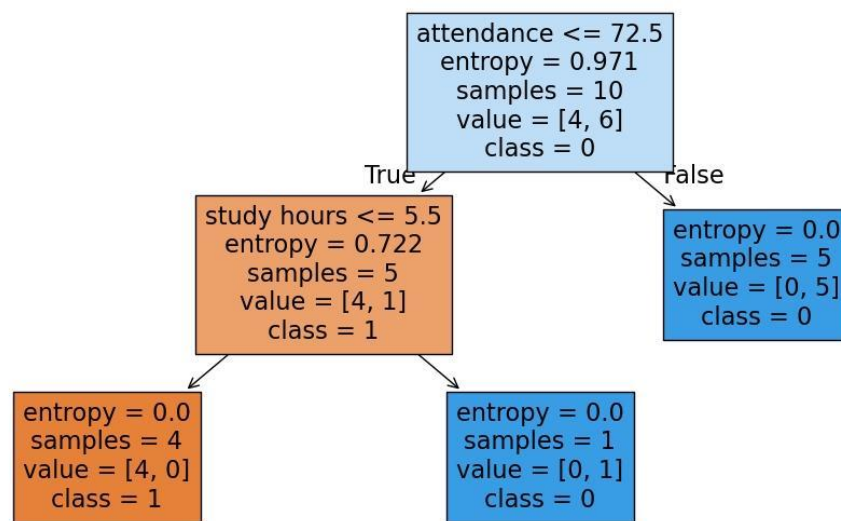 attendance <= 72.5
entropy = 0.971
samples = 10
value = [4, 6]
class = 0
True
False
study hours <= 5.5
entropy = 0.722
samples = 5
value = [4, 1]
class = 1
entropy = 0.0
samples = 5
value = [0, 5]
class = 0
entropy = 0.0
samples = 4
value = [4, 0]
class = 1
entropy = 0.0
samples = 1
value = [0, 1]
class = 0